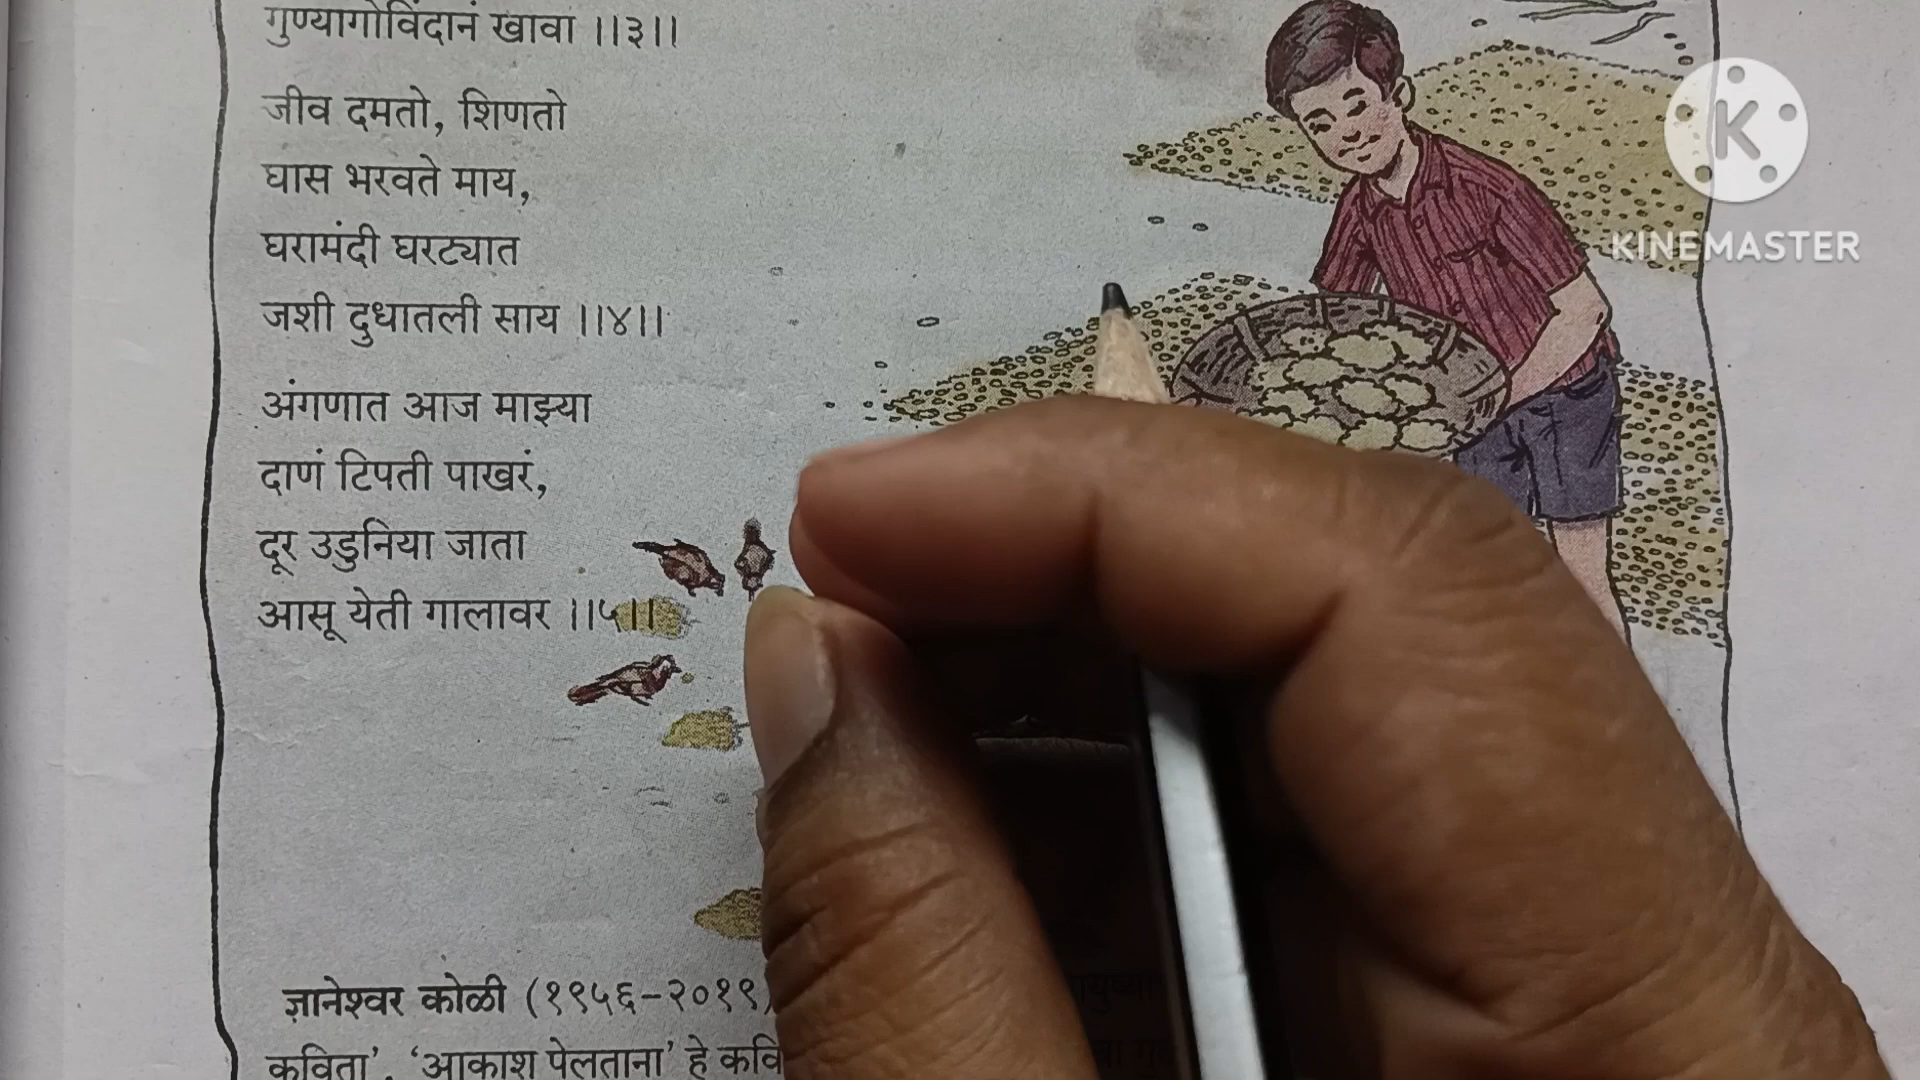 गुण्यागोविंदानं खावा ।।३।।
जीव दमतो, शिणतो
घास भरवते माय,
घरामंदी घरट्यात
जशी दुधातली साय ।।४।।
अंगणात आज माझ्या
दाणं टिपती पाखरं,
दूर उडुनिया जाता
आसू येती गालावर ।।५।।
ज्ञानेश्वर कोळी (१९५६-२०१९)
कविता', 'आकाश पेलताना' हे
K
KINEMASTER